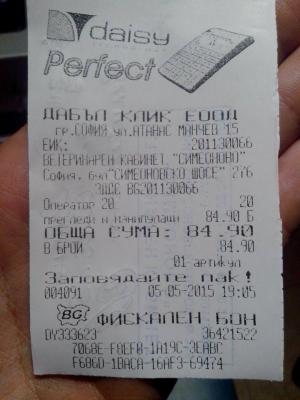 daisy
Perfect
ДАБЪЛ КЛИК ЕООД
гр.СОФИЯ ул.АТАНАС МАНЧЕВ 15
ЕИК: 201130066
ВЕТЕРИНАРЕН КАБИНЕТ "СИМЕОНОВО"
София, бул"СИМЕОНОВСКО ШОСЕ" 276
ЗДДС BG201130066
Оператор 20 20
прегледи и манипулаци 84.90 Б
ОБЩА СУМА: 84.90
В БРОЙ 84.90
01 артикул
Заповядайте пак!
004091 05-05-2015 19:05
BG ФИСКАЛЕН БОН
DY333623 36421522
7068E-F8EF8-1A19C-3EABC
F686D-1BACA-16AF3-69474